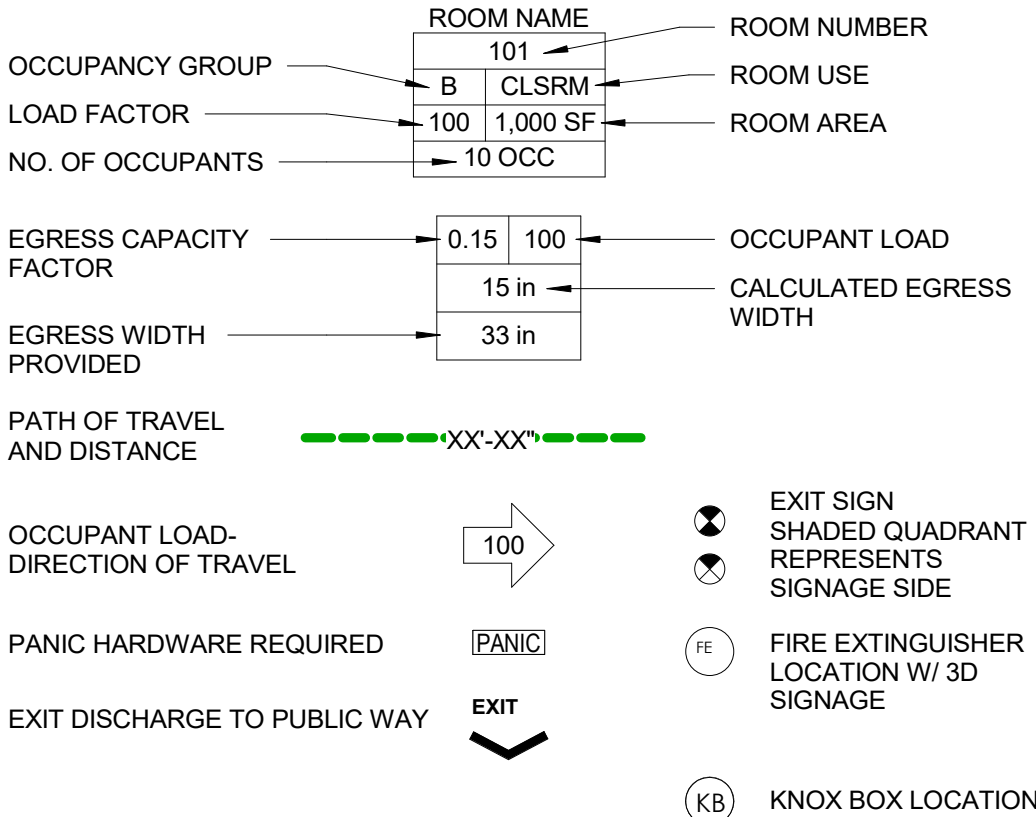 ROOM NAME
101
ROOM NUMBER
OCCUPANCY GROUP
B
CLSRM
ROOM USE
LOAD FACTOR
100
1,000 SF
ROOM AREA
NO. OF OCCUPANTS
10 OCC
EGRESS CAPACITY
FACTOR
0.15
100
OCCUPANT LOAD
15 in
CALCULATED EGRESS
WIDTH
EGRESS WIDTH
PROVIDED
33 in
PATH OF TRAVEL
AND DISTANCE
XX'-XX"
OCCUPANT LOAD-
DIRECTION OF TRAVEL
100
EXIT SIGN
SHADED QUADRANT
REPRESENTS
SIGNAGE SIDE
PANIC HARDWARE REQUIRED
PANIC
FE
FIRE EXTINGUISHER
LOCATION W/ 3D
SIGNAGE
EXIT DISCHARGE TO PUBLIC WAY
EXIT
KB
KNOX BOX LOCATION